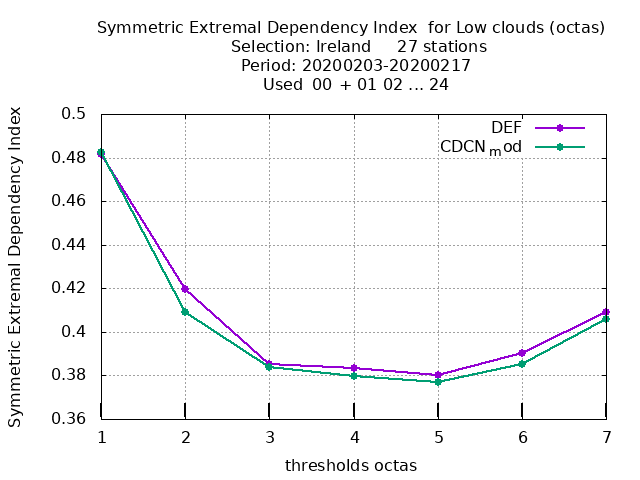 Symmetric Extremal Dependency Index  for Low clouds (octas)
Selection: Ireland     27 stations
Period: 20200203-20200217
Used  00 + 01 02 ... 24
Symmetric Extremal Dependency Index
0.5
0.48
0.46
0.44
0.42
0.4
0.38
0.36
DEF
CDCNmod
1 2 3 4 5 6 7
thresholds octas